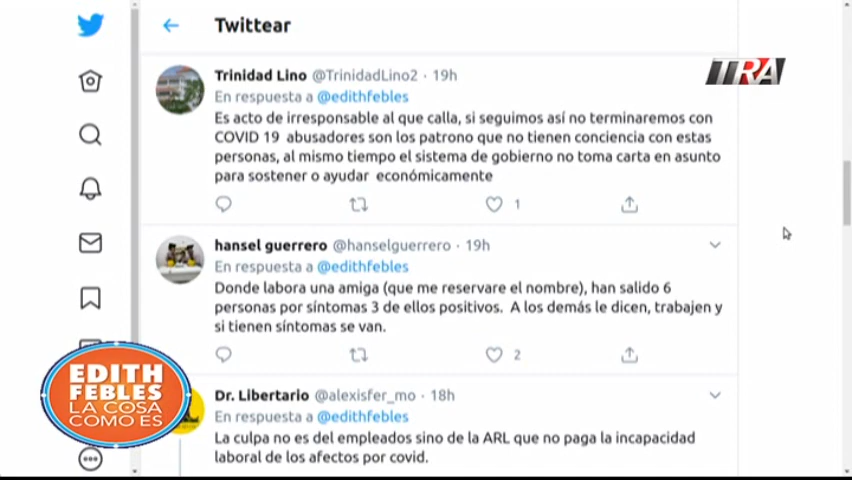 Twittear
TRA
Trinidad Lino @TrinidadLino2 · 19h
En respuesta a @edithfebles
Es acto de irresponsable al que calla, si seguimos así no terminaremos con
COVID 19 abusadores son los patrono que no tienen conciencia con estas
personas, al mismo tiempo el sistema de gobierno no toma carta en asunto
para sostener o ayudar económicamente
1
hansel guerrero @hanselguerrero · 19h
En respuesta a @edithfebles
Donde labora una amiga (que me reservare el nombre), han salido 6
personas por síntomas 3 de ellos positivos. A los demás le dicen, trabajen y
si tienen síntomas se van.
2
Dr. Libertario @alexisfer_mo · 18h
En respuesta a @edithfebles
La culpa no es del empleados sino de la ARL que no paga la incapacidad
laboral de los afectos por covid.
EDITH
FEBLES
LA COSA
COMO ES